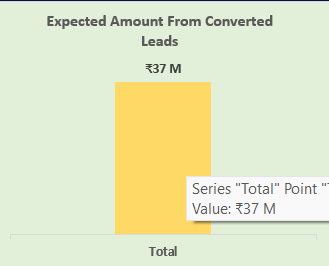 Expected Amount From Converted
Leads
₹37 M
Series "Total" Point "
Value: ₹37 M
Total